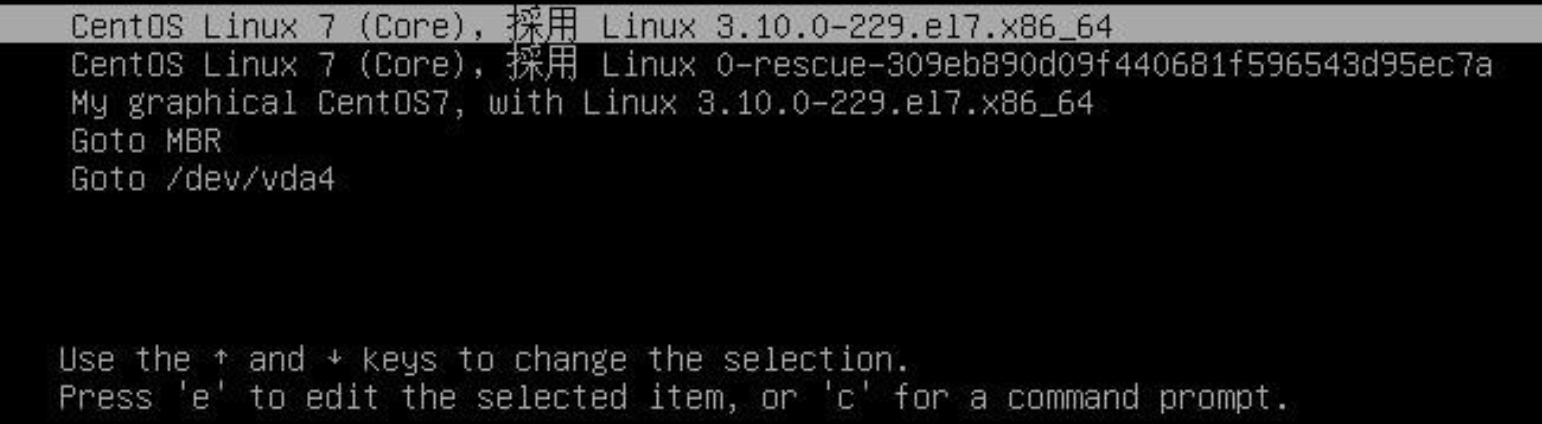 CentOS Linux 7 (Core), 採用 Linux 3.10.0-229.el7.x86_64
CentOS Linux 7 (Core), 採用 Linux 0-rescue-309eb890d09f440681f596543d95ec7a
My graphical CentOS7, with Linux 3.10.0-229.el7.x86_64
Goto MBR
Goto /dev/vda4
Use the ↑ and ↓ keys to change the selection.
Press 'e' to edit the selected item, or 'c' for a command prompt.